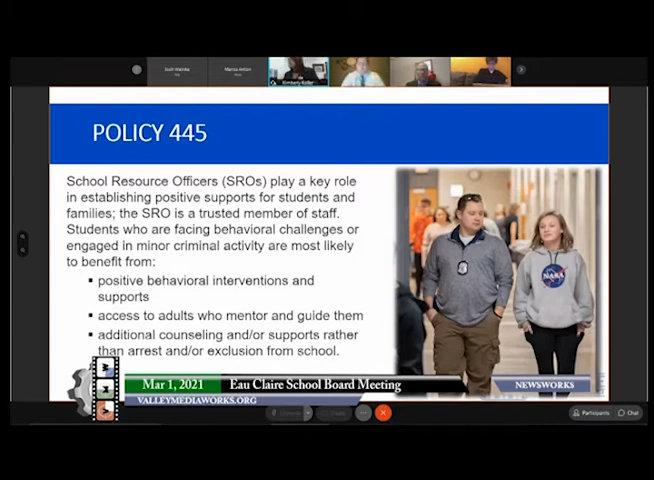 POLICY 445
School Resource Officers (SROs) play a key role
in establishing positive supports for students and
families; the SRO is a trusted member of staff.
Students who are facing behavioral challenges or
engaged in minor criminal activity are most likely
to benefit from:
▪ positive behavioral interventions and
supports
▪ access to adults who mentor and guide them
▪ additional counseling and/or supports rather
than arrest and/or exclusion from school.
NASA
Mar 1, 2021 Eau Claire School Board Meeting NEWSWORKS
VALLEYMEDIAWORKS.ORG
Participants Chat